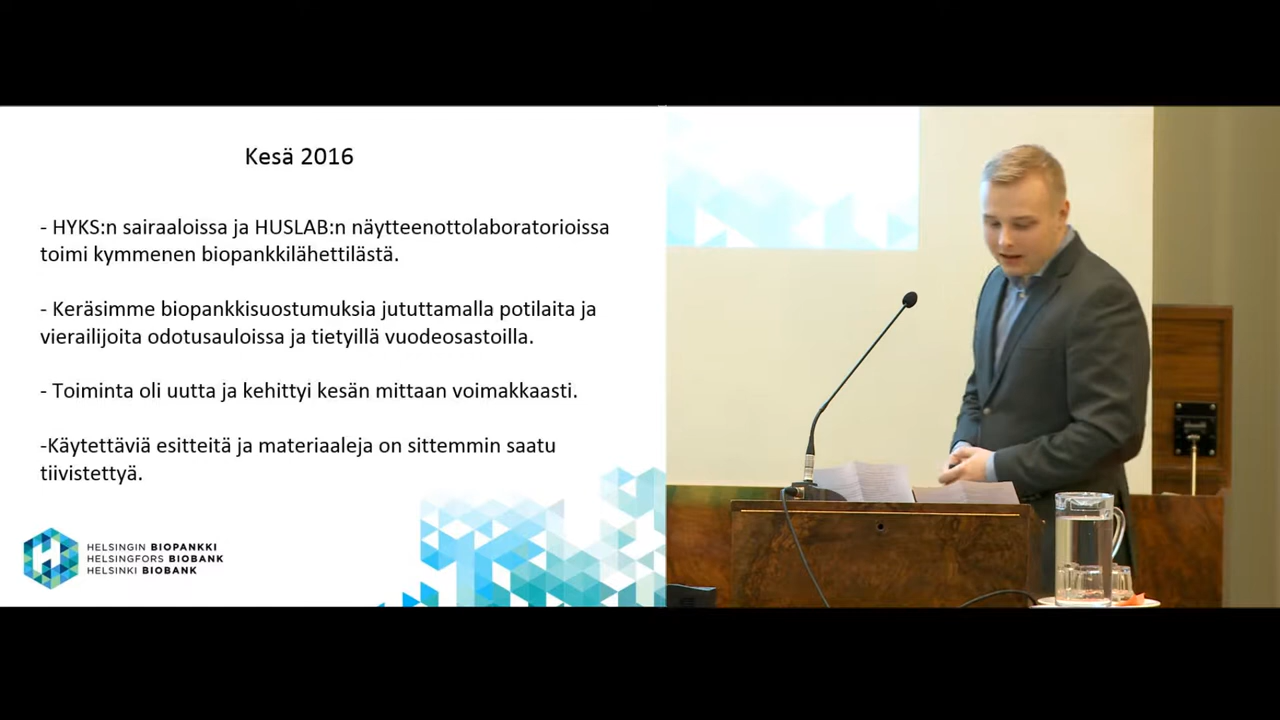 Kesä 2016
- HYKS:n sairaaloissa ja HUSLAB:n näytteenottolaboratorioissa
toimi kymmenen biopankkilähettilästä.
- Keräsimme biopankkisuostumuksia jututtamalla potilaita ja
vierailijoita odotusauloissa ja tietyillä vuodeosastoilla.
- Toiminta oli uutta ja kehittyi kesän mittaan voimakkaasti.
-Käytettäviä esitteitä ja materiaaleja on sittemmin saatu
tiivistettyä.
HELSINGIN BIOPANKKI
HELSINGFORS BIOBANK
HELSINKI BIOBANK